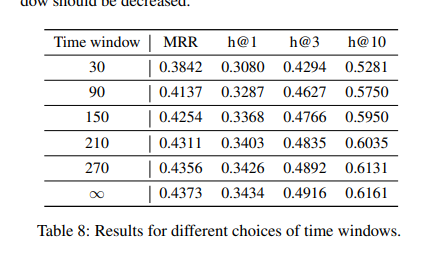 dow should be decreased.
Time window | MRR h@1 h@3 h@10
30 | 0.3842 0.3080 0.4294 0.5281
90 | 0.4137 0.3287 0.4627 0.5750
150 | 0.4254 0.3368 0.4766 0.5950
210 | 0.4311 0.3403 0.4835 0.6035
270 | 0.4356 0.3426 0.4892 0.6131
∞ | 0.4373 0.3434 0.4916 0.6161
Table 8: Results for different choices of time windows.